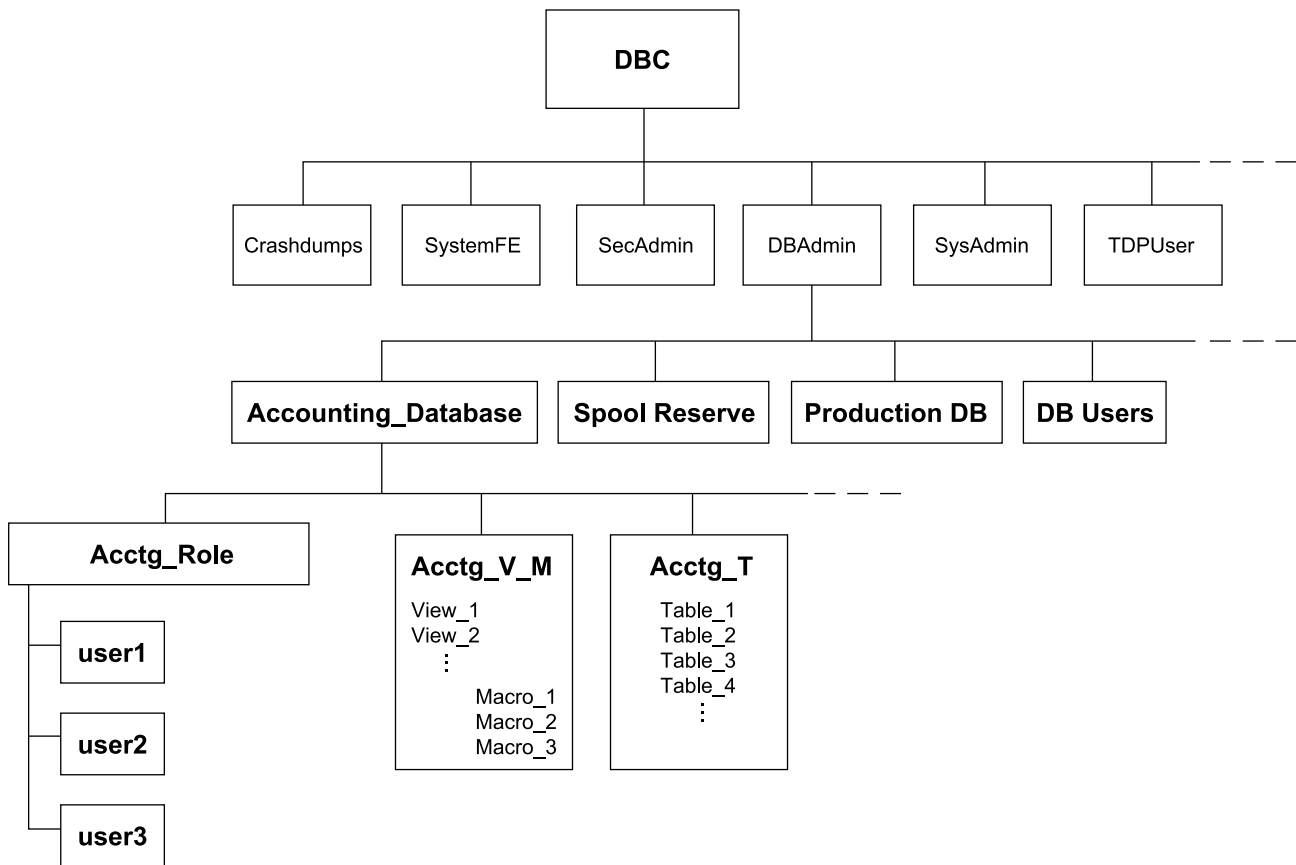 DBC
Crashdumps
SystemFE
SecAdmin
DBAdmin
SysAdmin
TDPUser
Accounting_Database
Spool Reserve
Production DB
DB Users
Acctg_Role
user1
user2
user3
Acctg_V_M
View_1
View_2
Macro_1
Macro_2
Macro_3
Acctg_T
Table_1
Table_2
Table_3
Table_4